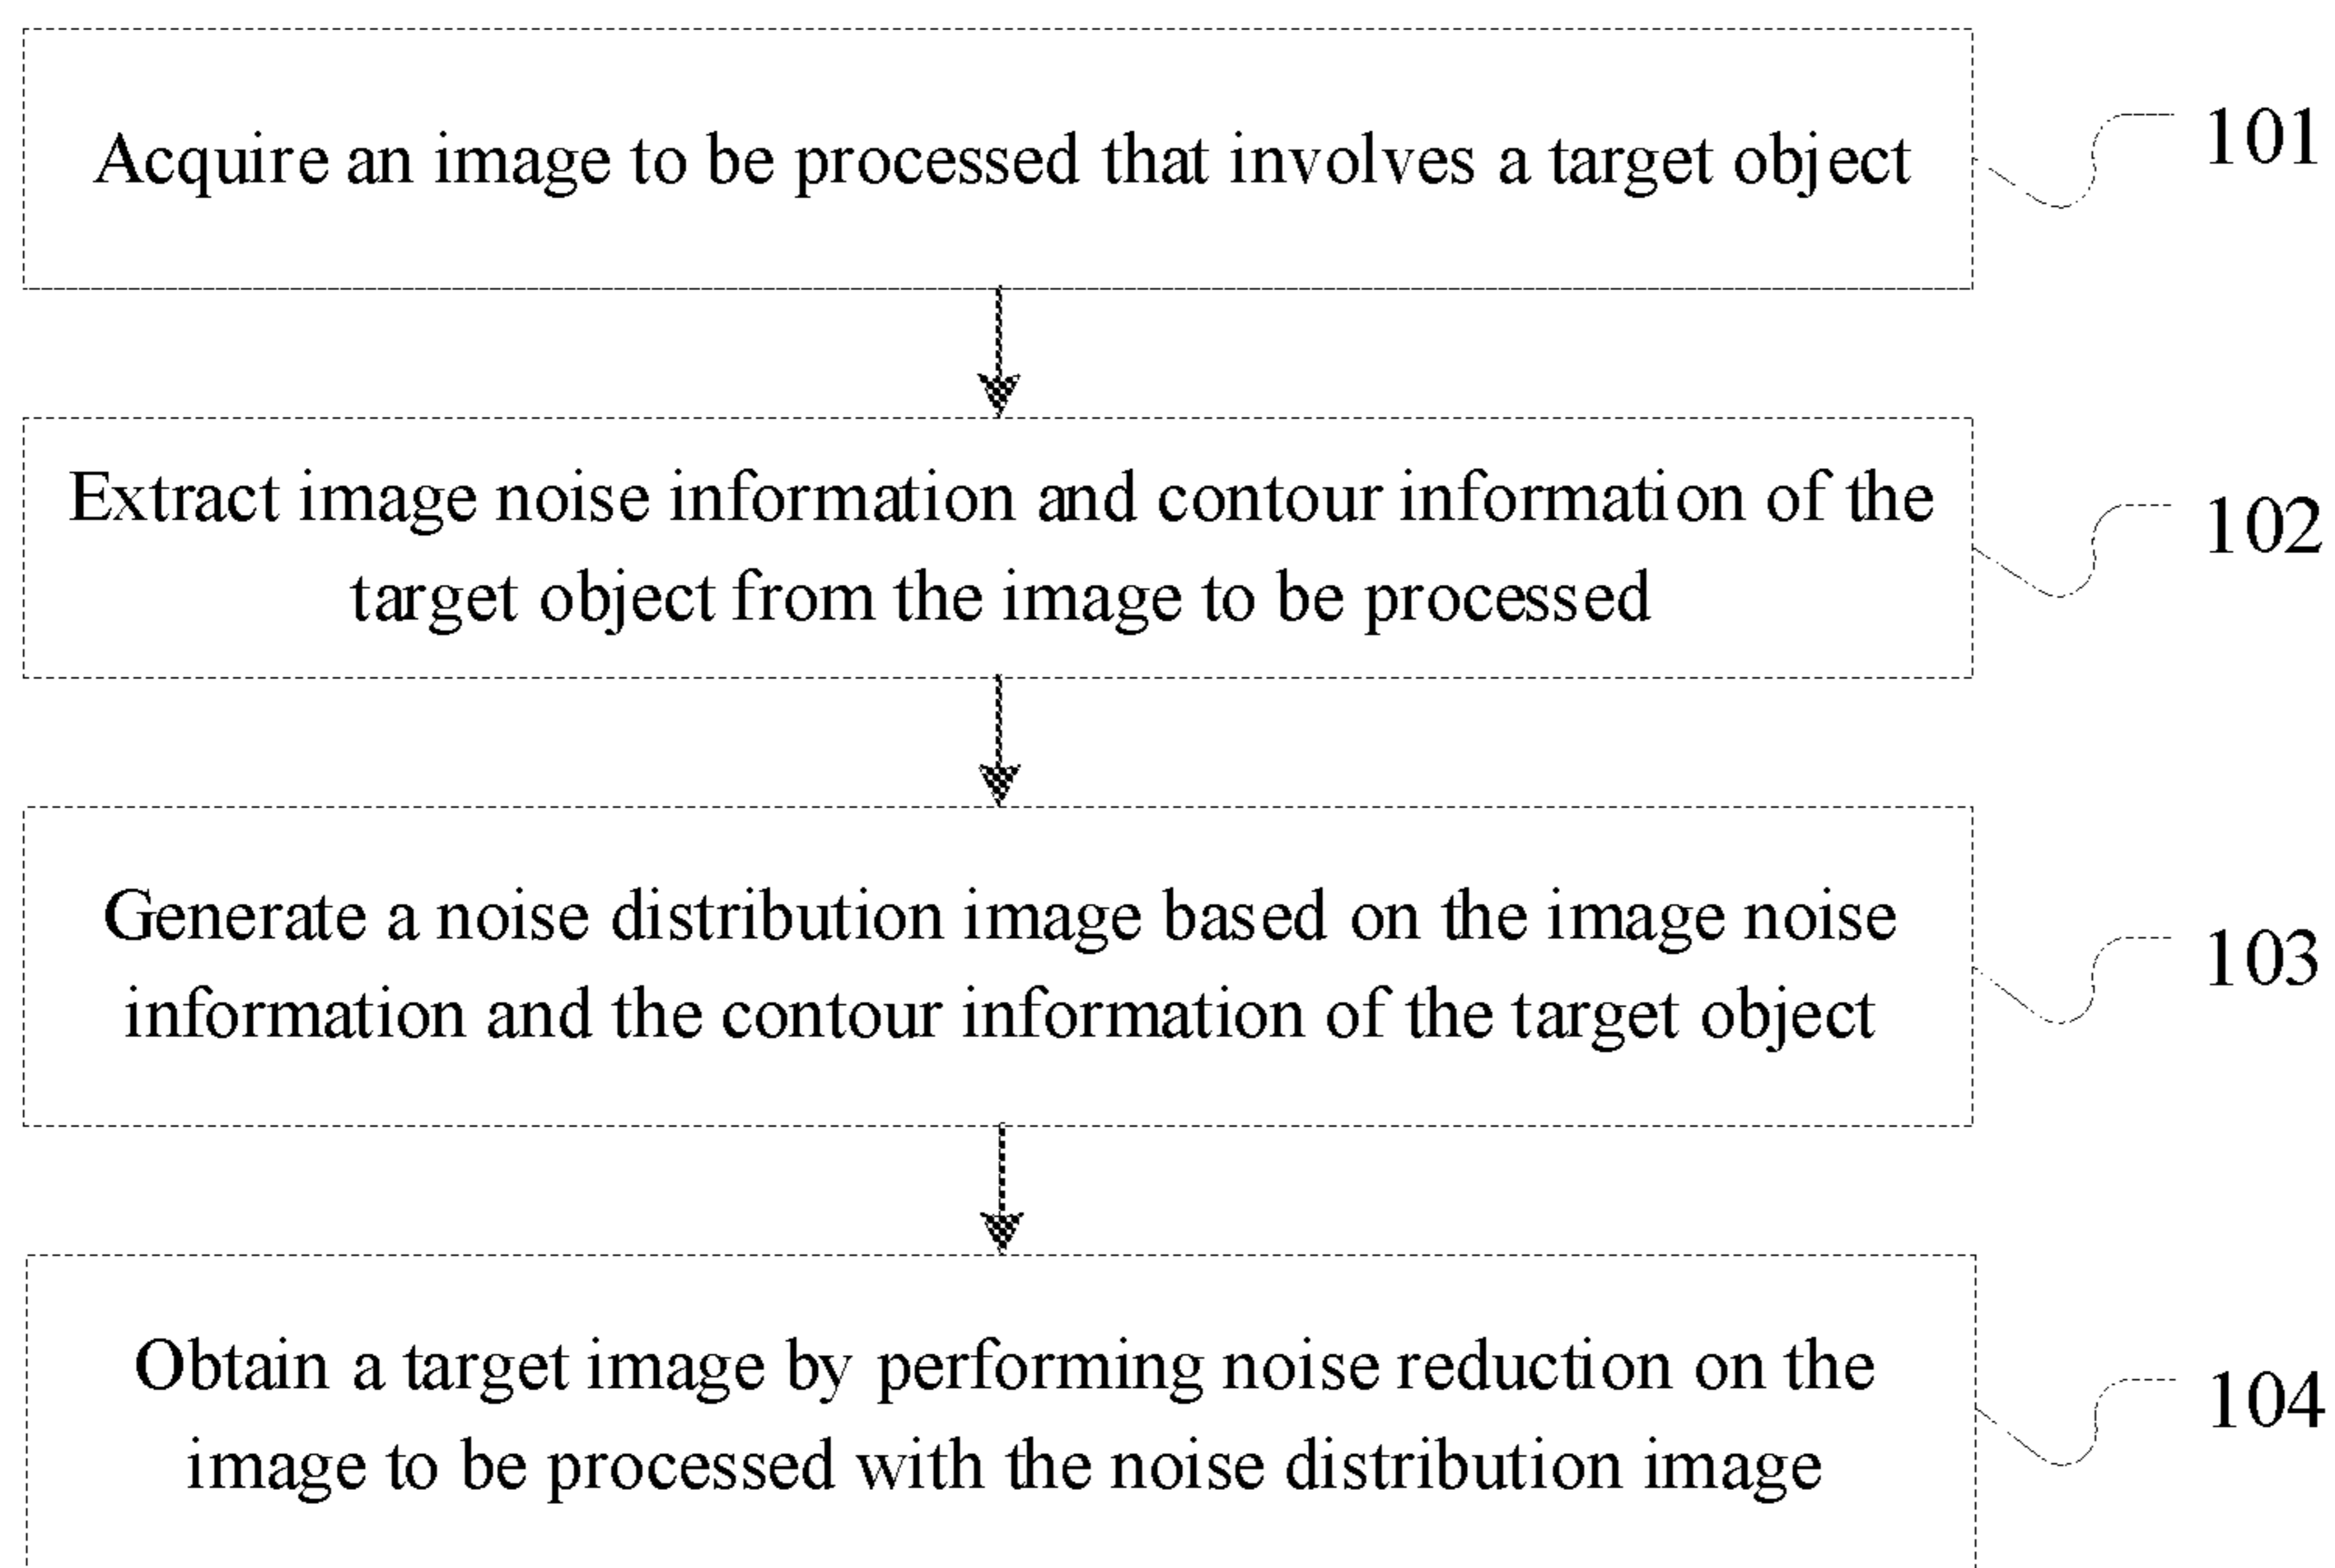 Acquire an image to be processed that involves a target object
101
Extract image noise information and contour information of the
target object from the image to be processed
102
Generate a noise distribution image based on the image noise
information and the contour information of the target object
103
Obtain a target image by performing noise reduction on the
image to be processed with the noise distribution image
104